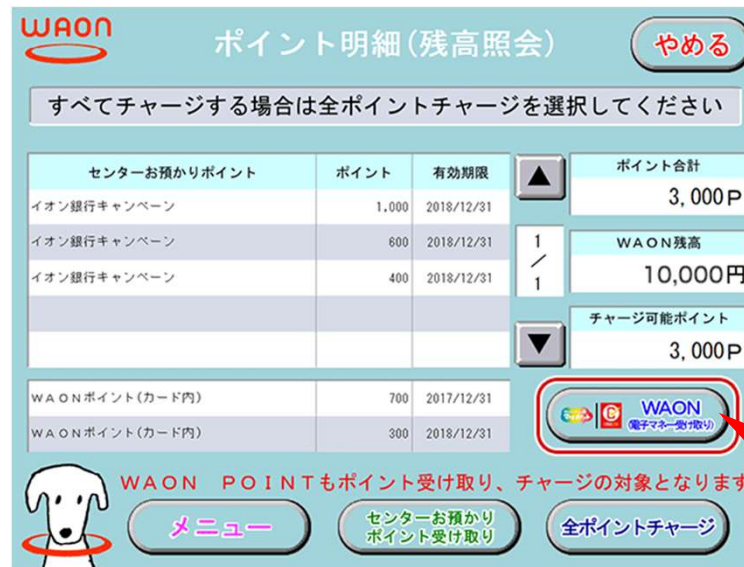 WAON
ポイント明細(残高照会)
やめる
すべてチャージする場合は全ポイントチャージを選択してください
センターお預かりポイント ポイント 有効期限
イオン銀行キャンペーン 1,000 2018/12/31
イオン銀行キャンペーン 600 2018/12/31
イオン銀行キャンペーン 400 2018/12/31
▲
1/1
▼
ポイント合計
3,000P
WAON残高
10,000円
チャージ可能ポイント
3,000P
WAONポイント(カード内) 700 2017/12/31
WAONポイント(カード内) 300 2018/12/31
WAON
(電子マネー受け取り)
WAON POINTもポイント受け取り、チャージの対象となります
メニュー
センターお預かり
ポイント受け取り
全ポイントチャージ